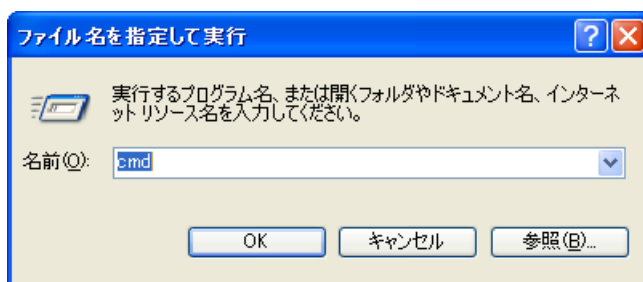 ファイル名を指定して実行
実行するプログラム名、または開くフォルダやドキュメント名、インターネ
ット リソース名を入力してください。
名前(O): cmd
OK キャンセル 参照(B)...